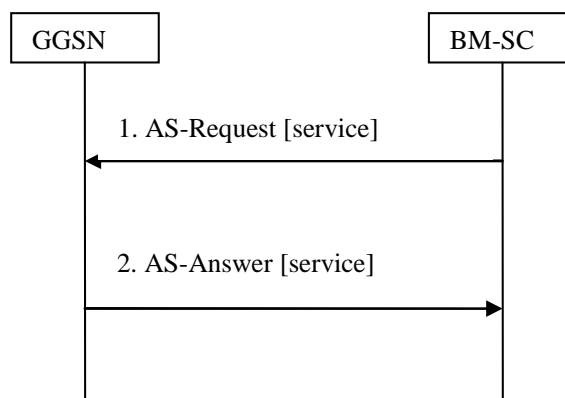 GGSN
BM-SC
1. AS-Request [service]
2. AS-Answer [service]